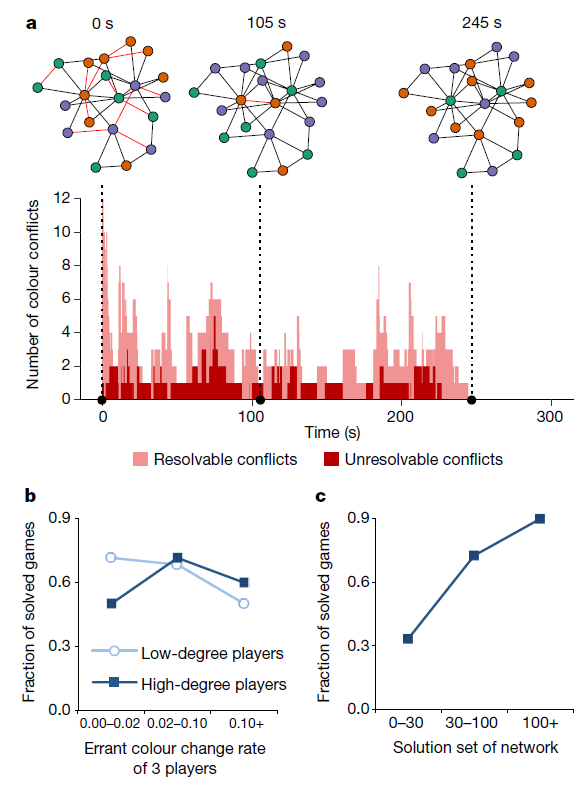 a
0 s 105 s 245 s
12
10
8
6
4
2
0
Number of colour conflicts
0 100 200 300
Time (s)
Resolvable conflicts Unresolvable conflicts
b
0.9
0.6
0.3
0.0
Fraction of solved games
Low-degree players
High-degree players
0.00–0.02 0.02–0.10 0.10+
Errant colour change rate
of 3 players
c
0.9
0.6
0.3
0.0
Fraction of solved games
0–30 30–100 100+
Solution set of network